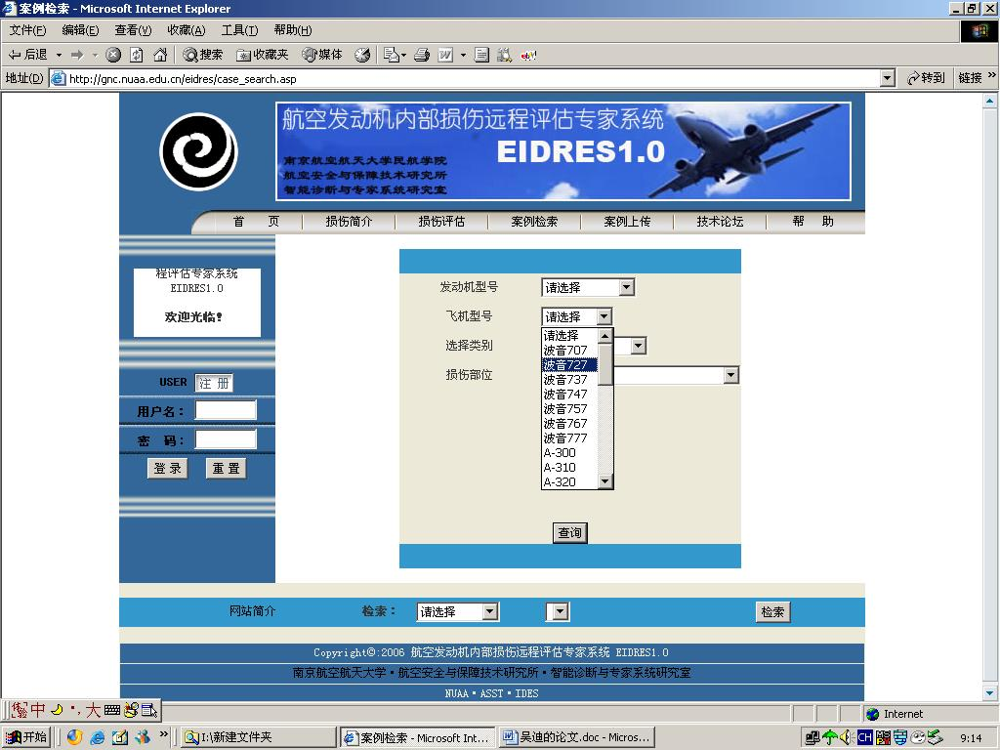 案例检索 - Microsoft Internet Explorer
文件(F) 编辑(E) 查看(V) 收藏(A) 工具(T) 帮助(H)
后退 搜索 收藏夹 媒体
地址(D) http://gnc.nuaa.edu.cn/eidres/case_search.asp 转到 链接 »
航空发动机内部损伤远程评估专家系统
EIDRES1.0
南京航空航天大学民航学院
航空安全与保障技术研究所
智能诊断与专家系统研究室
首 页 损伤简介 损伤评估 案例检索 案例上传 技术论坛 帮 助
程评估专家系统
EIDRES1.0
欢迎光临!
USER 注 册
用户名:
密 码:
登 录 重 置
发动机型号 请选择
飞机型号 请选择
选择类别
损伤部位
请选择
波音707
波音727
波音737
波音747
波音757
波音767
波音777
A-300
A-310
A-320
查询
网站简介 检索: 请选择 检索
Copyright©:2006 航空发动机内部损伤远程评估专家系统 EIDRES1.0
南京航空航天大学·航空安全与保障技术研究所·智能诊断与专家系统研究室
NUAA·ASST·IDES
中 大
Internet
开始 » I:\新建文件夹 案例检索 - Microsoft Int... 吴迪的论文.doc - Micros... CH 9:14